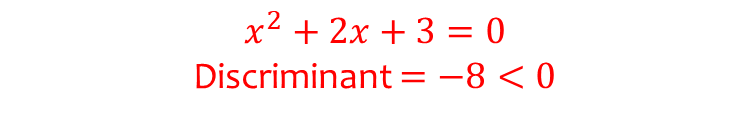 x² + 2x + 3 = 0
Discriminant = −8 < 0